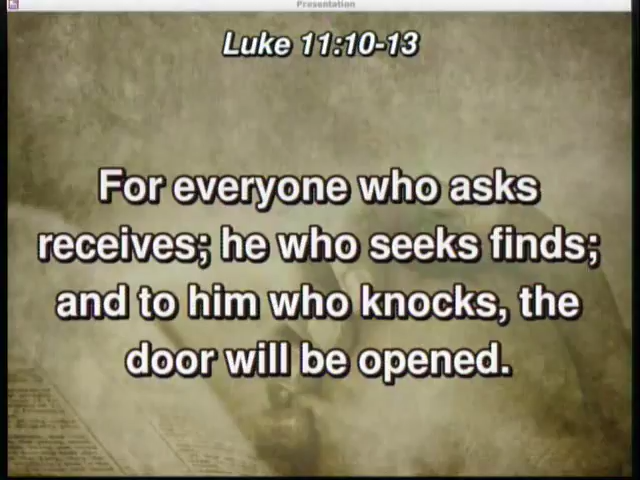 Presentation
Luke 11:10-13
For everyone who asks
receives; he who seeks finds;
and to him who knocks, the
door will be opened.